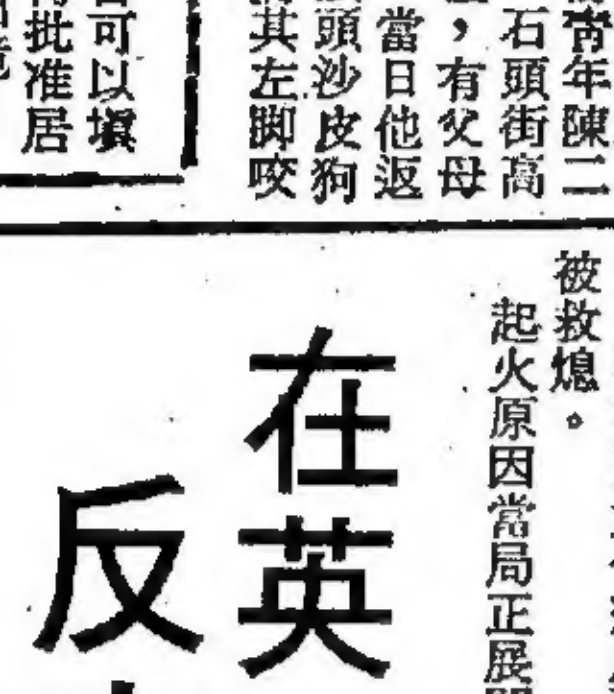 青年陳二
石頭街高
，有父母
當日他返
頭沙皮狗
其左脚咬
可以塡
批准居
被救熄。
起火原因當局正展
在英
反